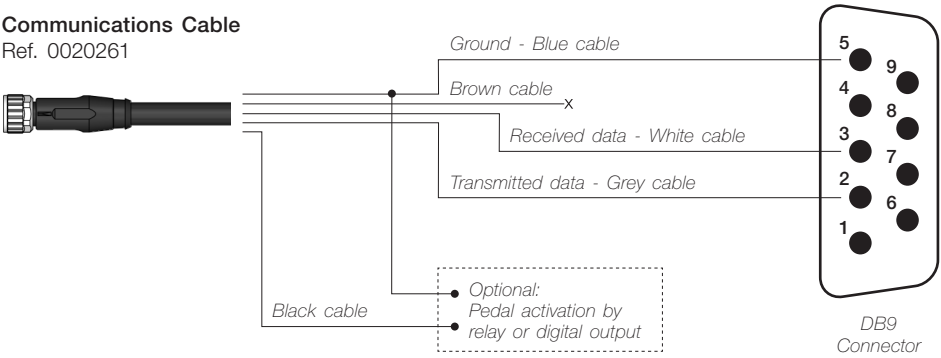 Communications Cable
Ref. 0020261
Ground - Blue cable
Brown cable
X
Received data - White cable
Transmitted data - Grey cable
Black cable
Optional:
Pedal activation by
relay or digital output
5
9
4
8
3
7
2
6
1
DB9
Connector